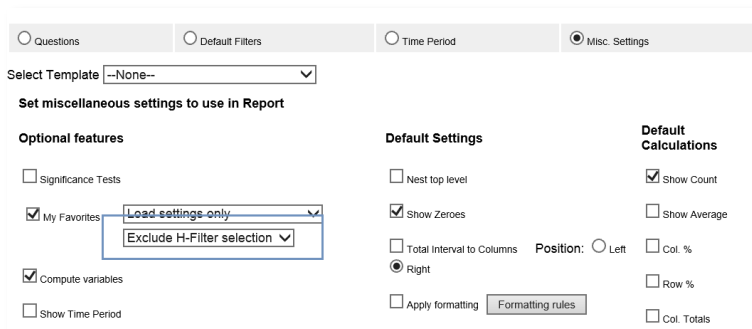 Questions
Default Filters
Time Period
Misc. Settings
Select Template --None--
Set miscellaneous settings to use in Report
Optional features
Default Settings
Default Calculations
Significance Tests
Nest top level
Show Count
My Favorites Load settings only
Show Zeroes
Show Average
Exclude H-Filter selection
Total Interval to Columns Position: Left
Right
Col. %
Compute variables
Row %
Show Time Period
Apply formatting Formatting rules
Col. Totals